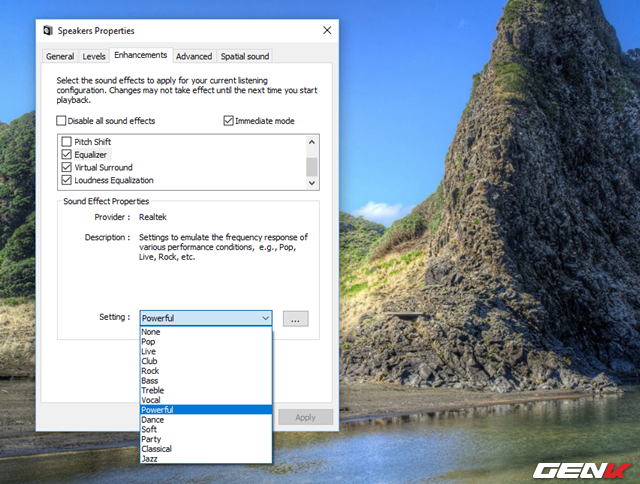 Speakers Properties
General
Levels
Enhancements
Advanced
Spatial sound
Select the sound effects to apply for your current listening
configuration. Changes may not take effect until the next time you start
playback.
Disable all sound effects
Immediate mode
Pitch Shift
Equalizer
Virtual Surround
Loudness Equalization
Sound Effect Properties
Provider : Realtek
Description : Settings to emulate the frequency response of
various performance conditions, e.g., Pop,
Live, Rock, etc.
Setting : Powerful
...
None
Pop
Live
Club
Rock
Bass
Treble
Vocal
Powerful
Dance
Soft
Party
Classical
Jazz
Apply
GENK